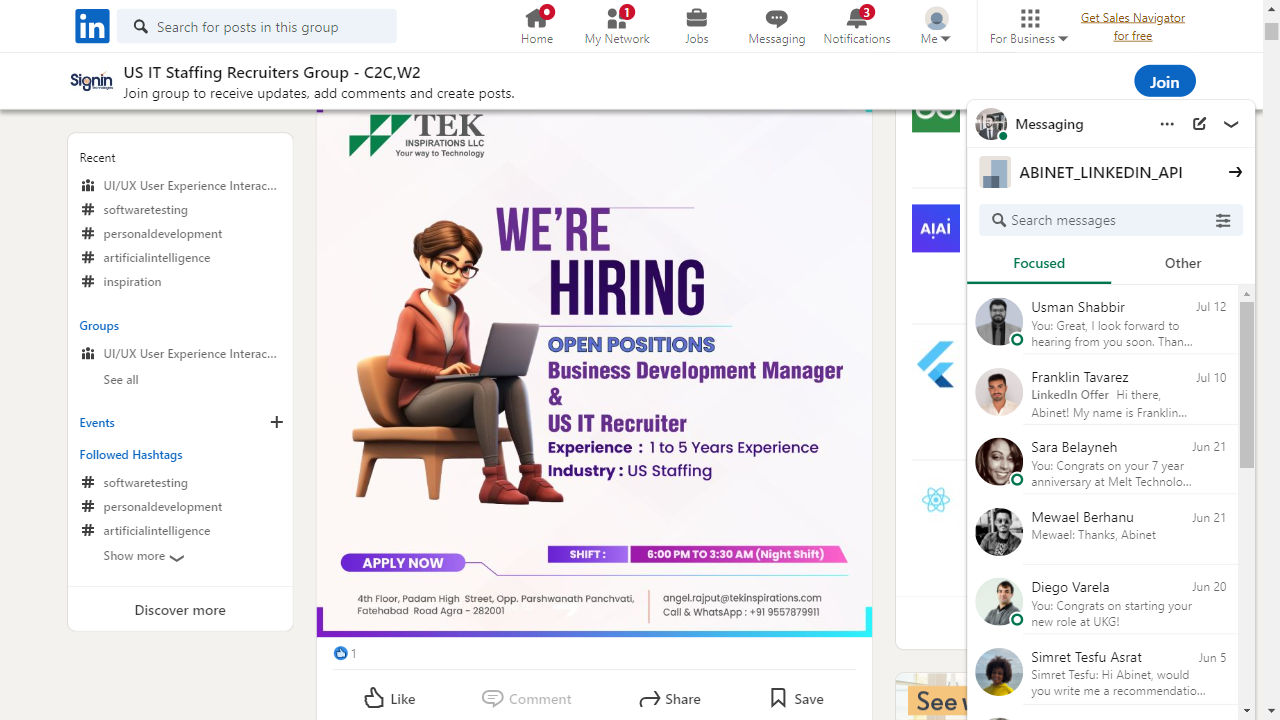 Search for posts in this group
Home
1
My Network
Jobs
Messaging
3
Notifications
Me
For Business
Get Sales Navigator
for free
Signin
US IT Staffing Recruiters Group - C2C,W2
Join group to receive updates, add comments and create posts.
Join
Recent
UI/UX User Experience Interac...
# softwaretesting
# personaldevelopment
# artificialintelligence
# inspiration
Groups
UI/UX User Experience Interac...
See all
Events
+
Followed Hashtags
# softwaretesting
# personaldevelopment
# artificialintelligence
Show more
Discover more
TEK
INSPIRATIONS LLC
Your way to Technology
WE'RE
HIRING
OPEN POSITIONS
Business Development Manager
&
US IT Recruiter
Experience : 1 to 5 Years Experience
Industry : US Staffing
SHIFT :
6:00 PM TO 3:30 AM (Night Shift)
APPLY NOW
4th Floor, Padam High Street, Opp. Parshwanath Panchvati,
Fatehabad Road Agra - 282001
angel.rajput@tekinspirations.com
Call & WhatsApp : +91 9557879911
1
Like
Comment
Share
Save
AIAI
See
Messaging
ABINET_LINKEDIN_API
Search messages
Focused
Other
Usman Shabbir
Jul 12
You: Great, I look forward to
hearing from you soon. Than...
Franklin Tavarez
Jul 10
LinkedIn Offer Hi there,
Abinet! My name is Franklin...
Sara Belayneh
Jun 21
You: Congrats on your 7 year
anniversary at Melt Technolo...
Mewael Berhanu
Jun 21
Mewael: Thanks, Abinet
Diego Varela
Jun 20
You: Congrats on starting your
new role at UKG!
Simret Tesfu Asrat
Jun 5
Simret Tesfu: Hi Abinet, would
you write me a recommendatio...